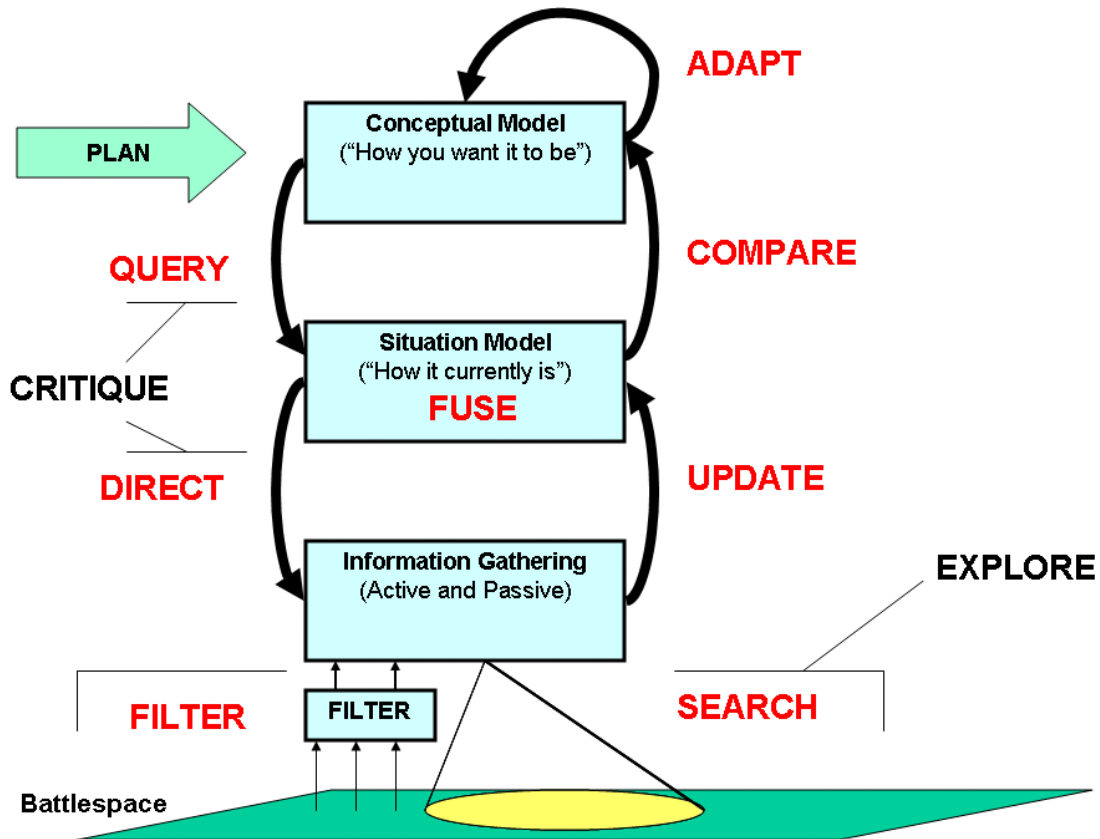 ADAPT
Conceptual Model
(“How you want it to be”)
PLAN
COMPARE
QUERY
Situation Model
(“How it currently is”)
FUSE
CRITIQUE
DIRECT
UPDATE
Information Gathering
(Active and Passive)
EXPLORE
FILTER
FILTER
SEARCH
Battlespace